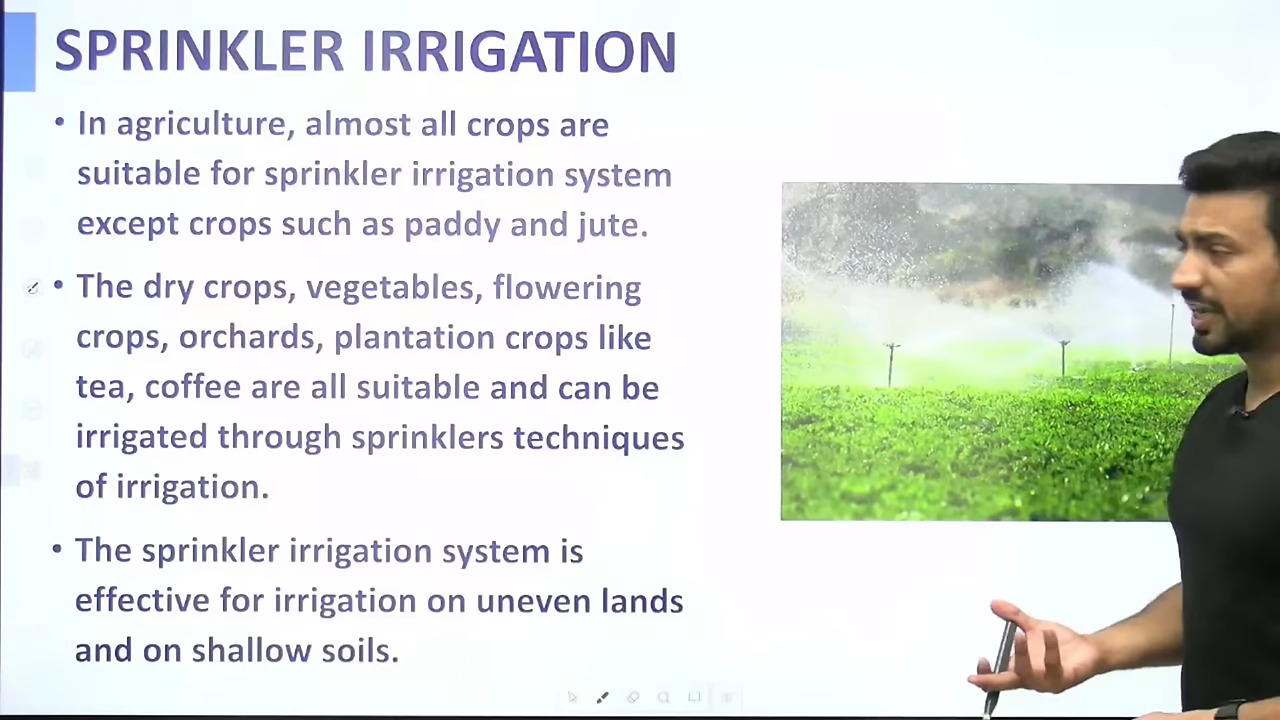 SPRINKLER IRRIGATION
• In agriculture, almost all crops are
suitable for sprinkler irrigation system
except crops such as paddy and jute.
• The dry crops, vegetables, flowering
crops, orchards, plantation crops like
tea, coffee are all suitable and can be
irrigated through sprinklers techniques
of irrigation.
• The sprinkler irrigation system is
effective for irrigation on uneven lands
and on shallow soils.